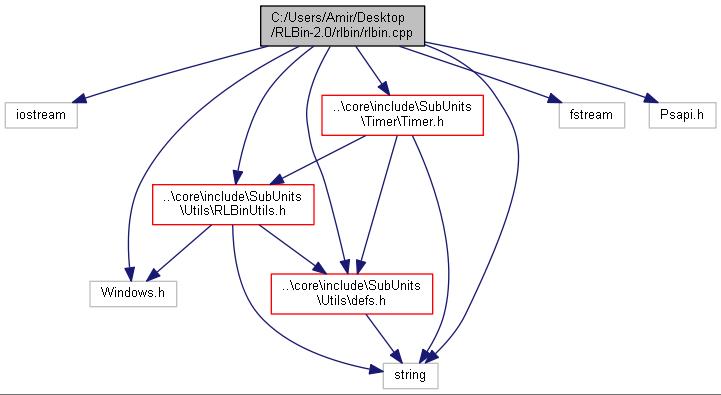 C:/Users/Amir/Desktop
/RLBin-2.0/rlbin/rlbin.cpp
iostream
..\core\include\SubUnits
\Timer\Timer.h
fstream
Psapi.h
..\core\include\SubUnits
\Utils\RLBinUtils.h
Windows.h
..\core\include\SubUnits
\Utils\defs.h
string